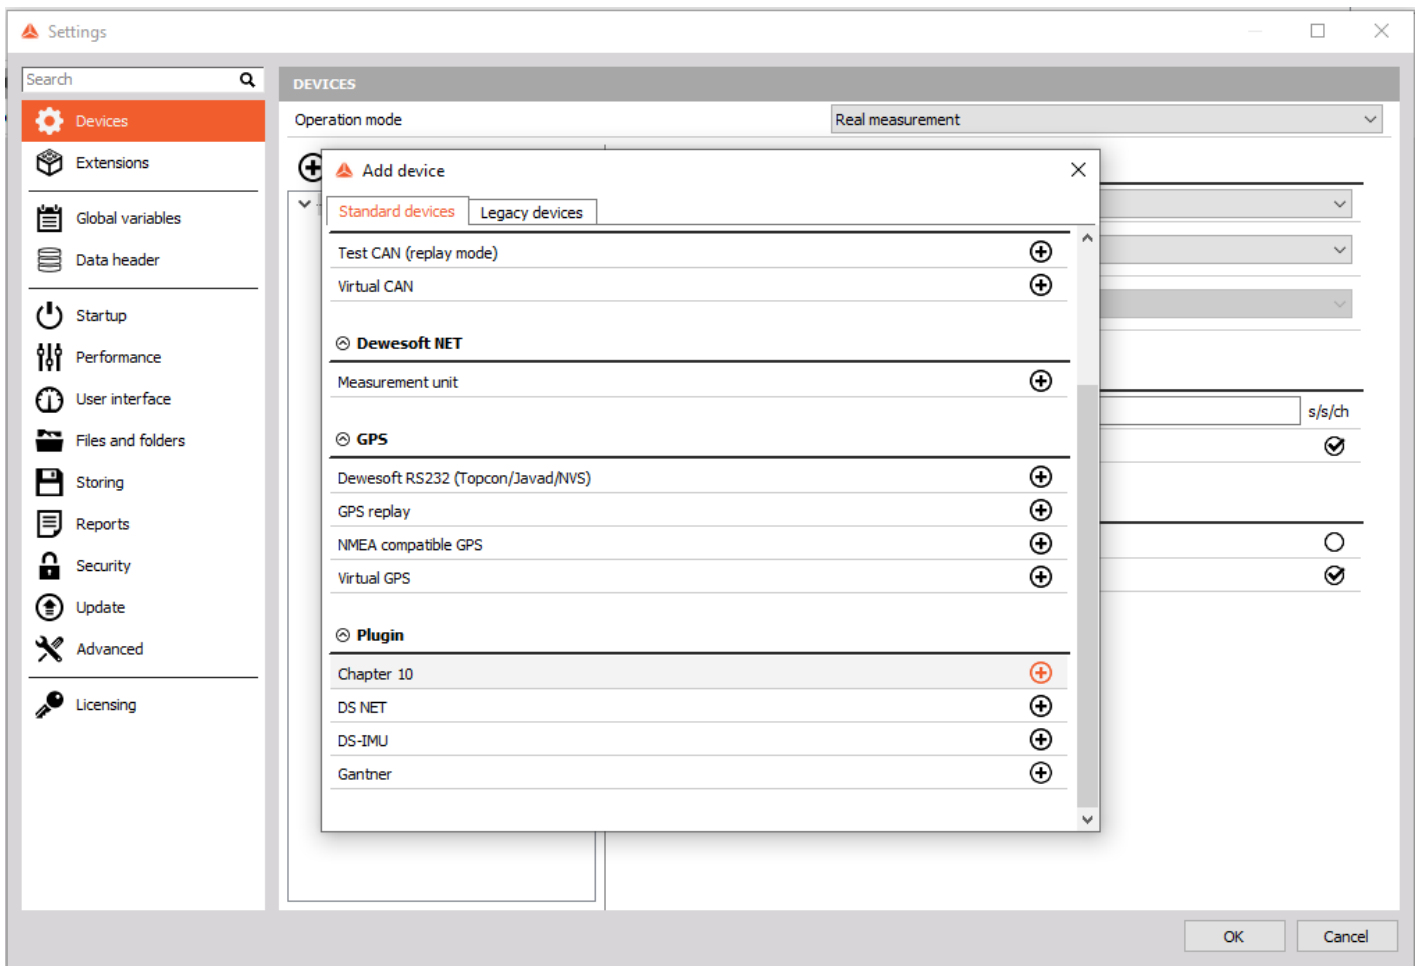 Settings
Search
Devices
Extensions
Global variables
Data header
Startup
Performance
User interface
Files and folders
Storing
Reports
Security
Update
Advanced
Licensing
DEVICES
Operation mode
Real measurement
Add device
Standard devices
Legacy devices
Test CAN (replay mode)
Virtual CAN
Dewesoft NET
Measurement unit
GPS
Dewesoft RS232 (Topcon/Javad/NVS)
GPS replay
NMEA compatible GPS
Virtual GPS
Plugin
Chapter 10
DS NET
DS-IMU
Gantner
s/s/ch
OK
Cancel